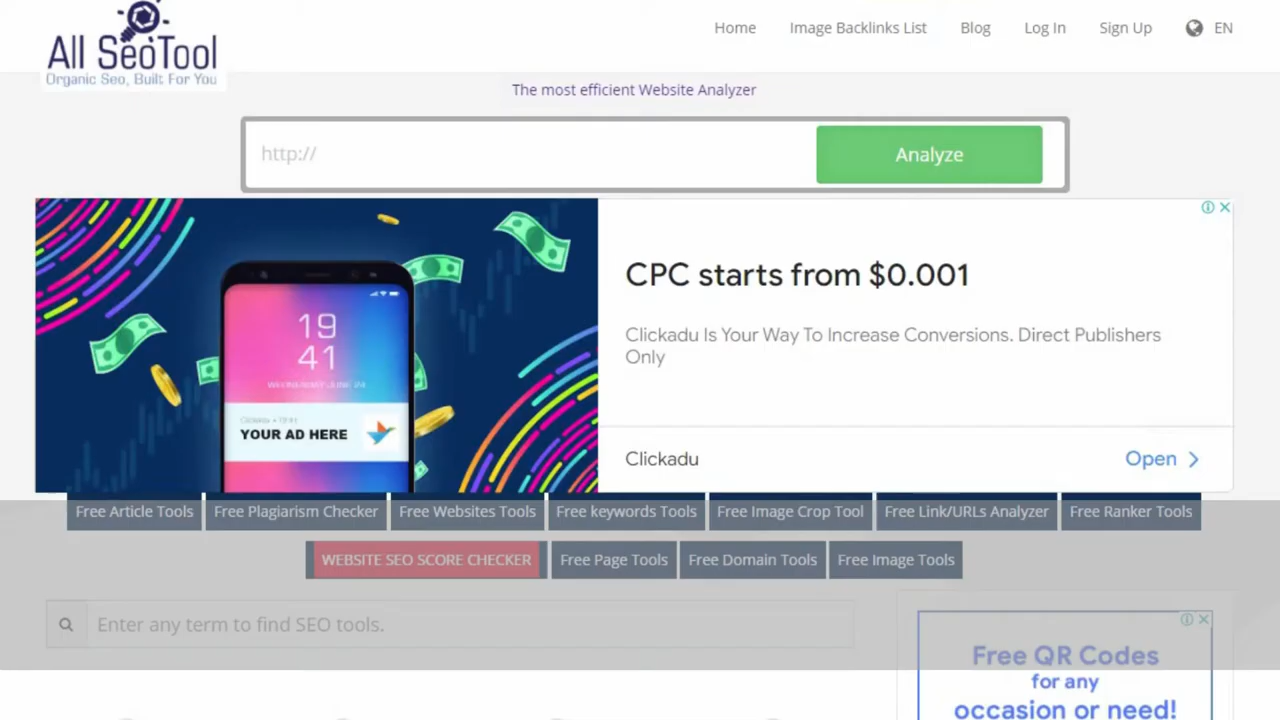 All SeoTool
Organic Seo, Built For You
Home
Image Backlinks List
Blog
Log In
Sign Up
EN
The most efficient Website Analyzer
http://
Analyze
19
41
YOUR AD HERE
CPC starts from $0.001
Clickadu Is Your Way To Increase Conversions. Direct Publishers
Only
Clickadu
Open
Free Article Tools
Free Plagiarism Checker
Free Websites Tools
Free keywords Tools
Free Image Crop Tool
Free Link/URLs Analyzer
Free Ranker Tools
WEBSITE SEO SCORE CHECKER
Free Page Tools
Free Domain Tools
Free Image Tools
Enter any term to find SEO tools.
Free QR Codes
for any
occasion or need!